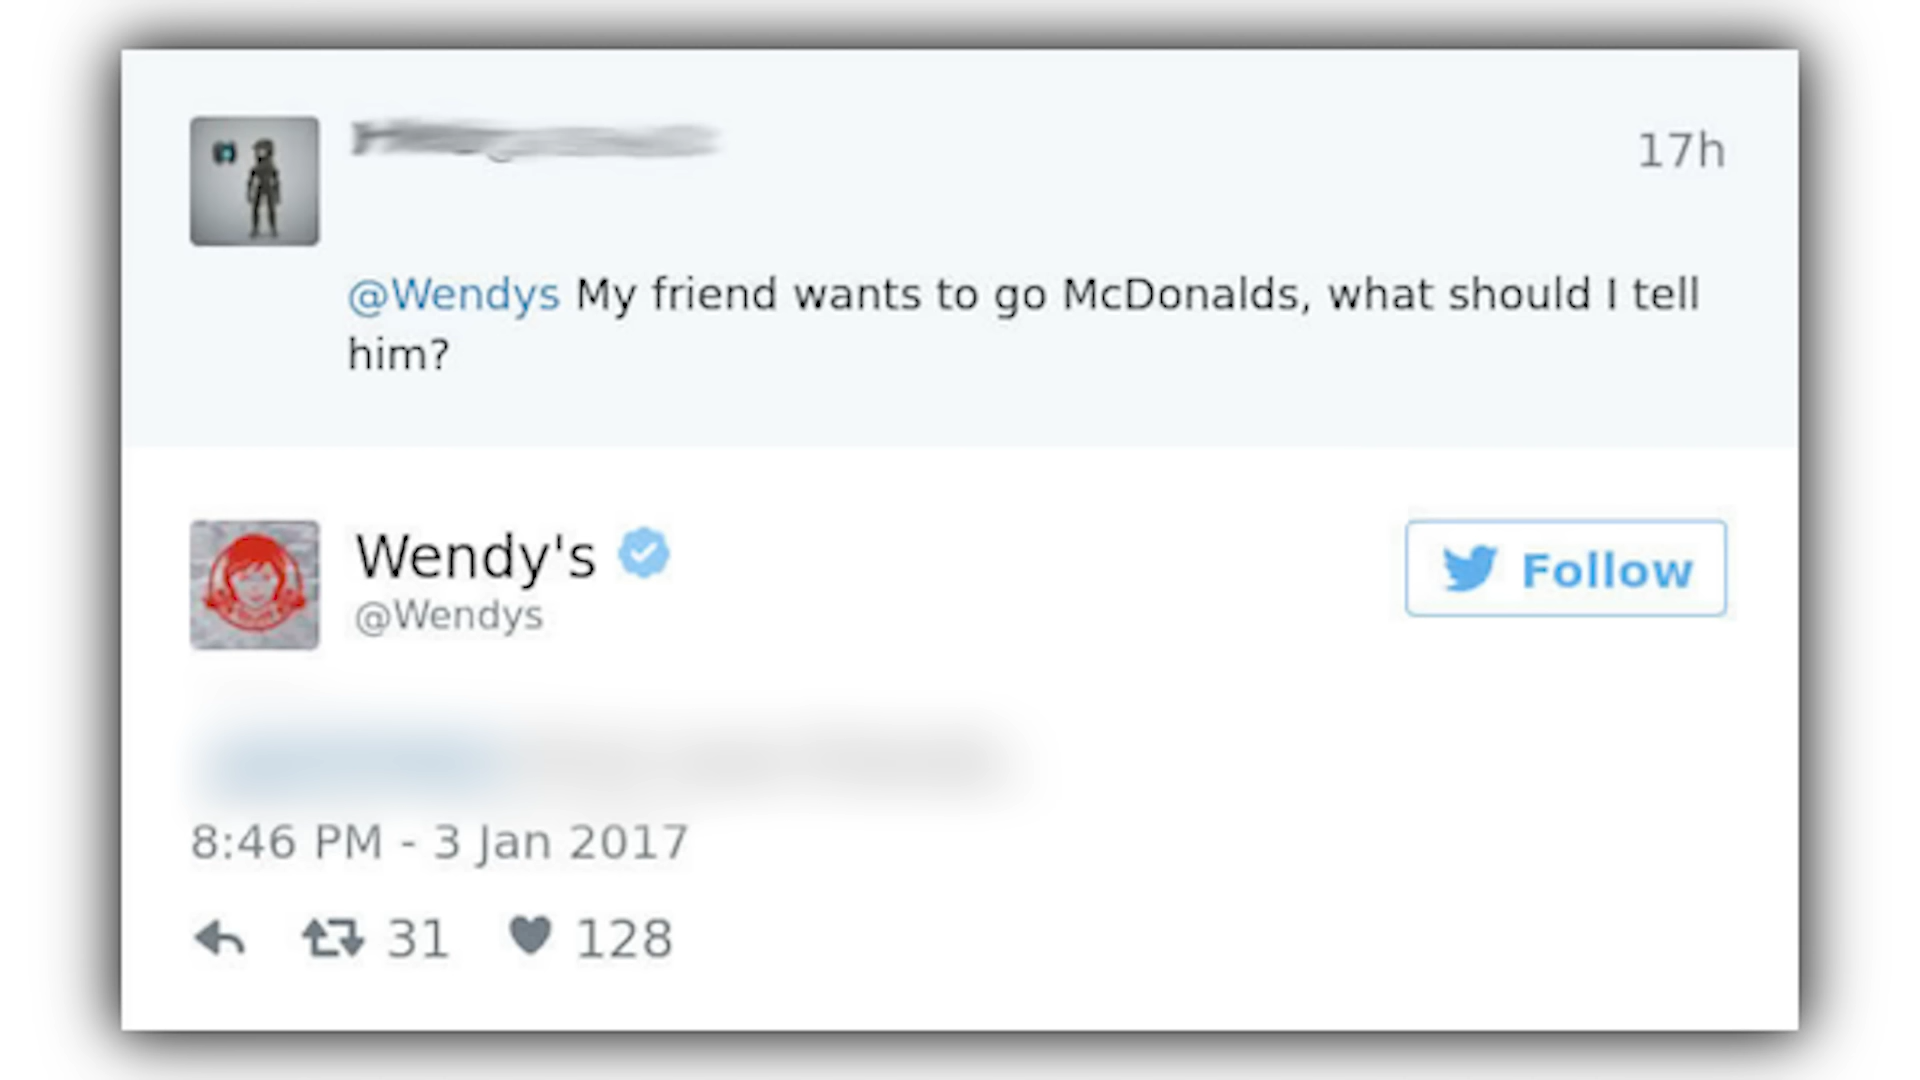 17h
@Wendys My friend wants to go McDonalds, what should I tell
him?
Wendy's
@Wendys
Follow
8:46 PM - 3 Jan 2017
31 128